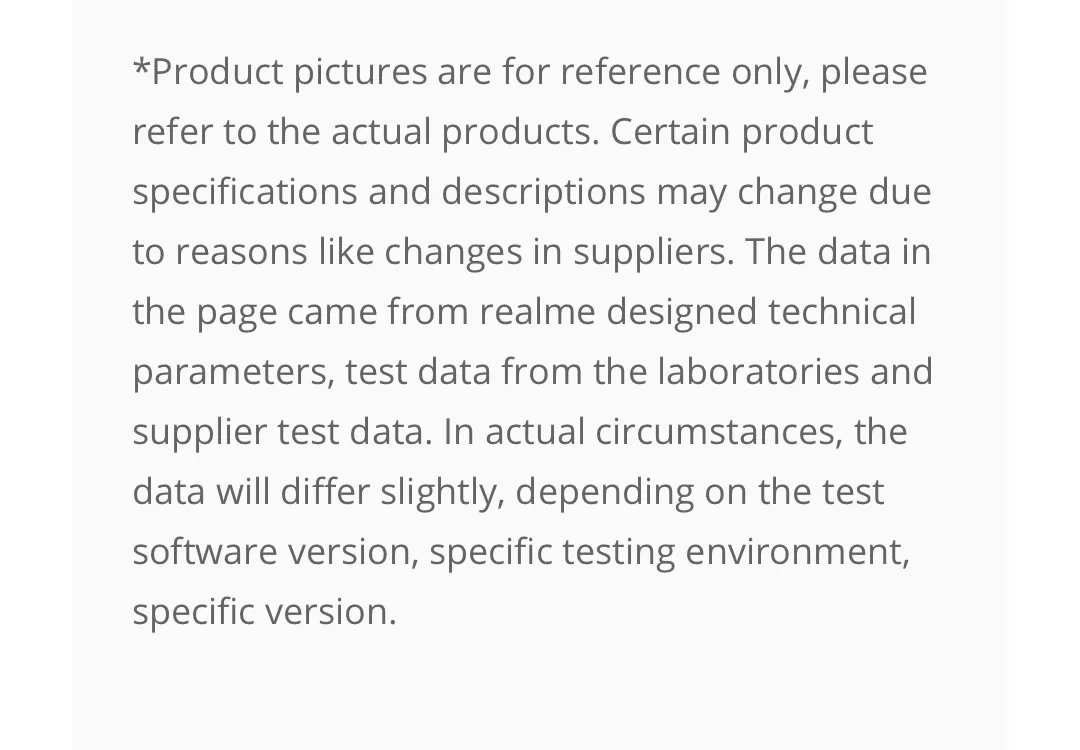 *Product pictures are for reference only, please
refer to the actual products. Certain product
specifications and descriptions may change due
to reasons like changes in suppliers. The data in
the page came from realme designed technical
parameters, test data from the laboratories and
supplier test data. In actual circumstances, the
data will differ slightly, depending on the test
software version, specific testing environment,
specific version.